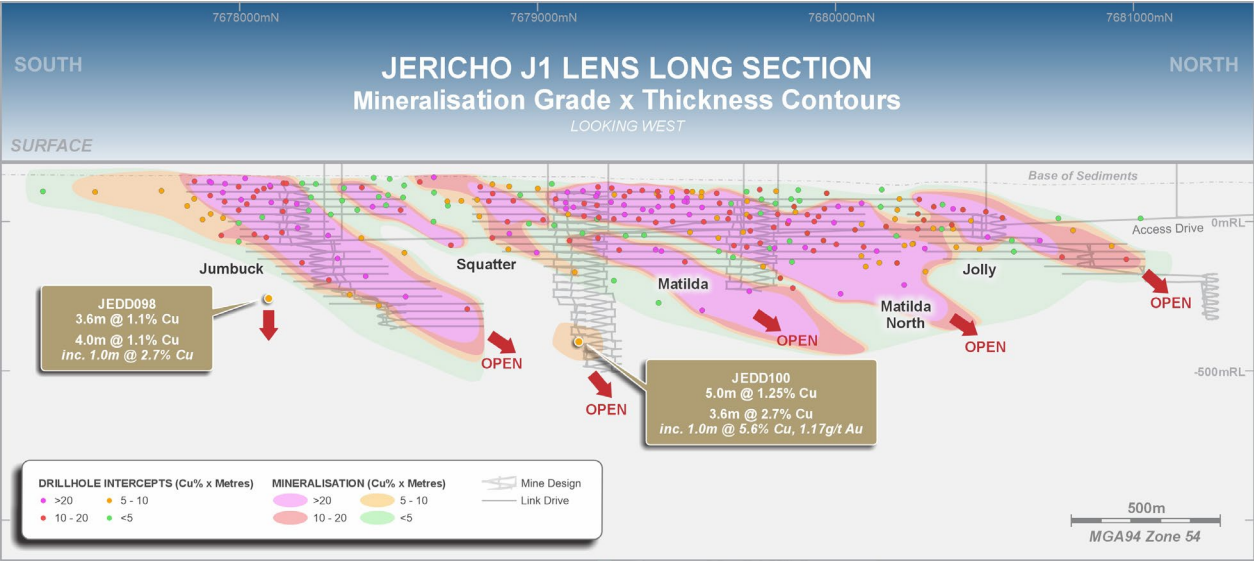 7678000mN 7679000mN 7680000mN 7681000mN
SOUTH
NORTH
JERICHO J1 LENS LONG SECTION
Mineralisation Grade x Thickness Contours
LOOKING WEST
SURFACE
Base of Sediments
0mRL
Access Drive
Jumbuck
Squatter
Matilda
Jolly
Matilda
North
OPEN
OPEN
OPEN
OPEN
OPEN
-500mRL
JEDD098
3.6m @ 1.1% Cu
4.0m @ 1.1% Cu
inc. 1.0m @ 2.7% Cu
JEDD100
5.0m @ 1.25% Cu
3.6m @ 2.7% Cu
inc. 1.0m @ 5.6% Cu, 1.17g/t Au
DRILLHOLE INTERCEPTS (Cu% x Metres)
>20 5 - 10
10 - 20 <5
MINERALISATION (Cu% x Metres)
>20 5 - 10
10 - 20 <5
Mine Design
Link Drive
500m
MGA94 Zone 54